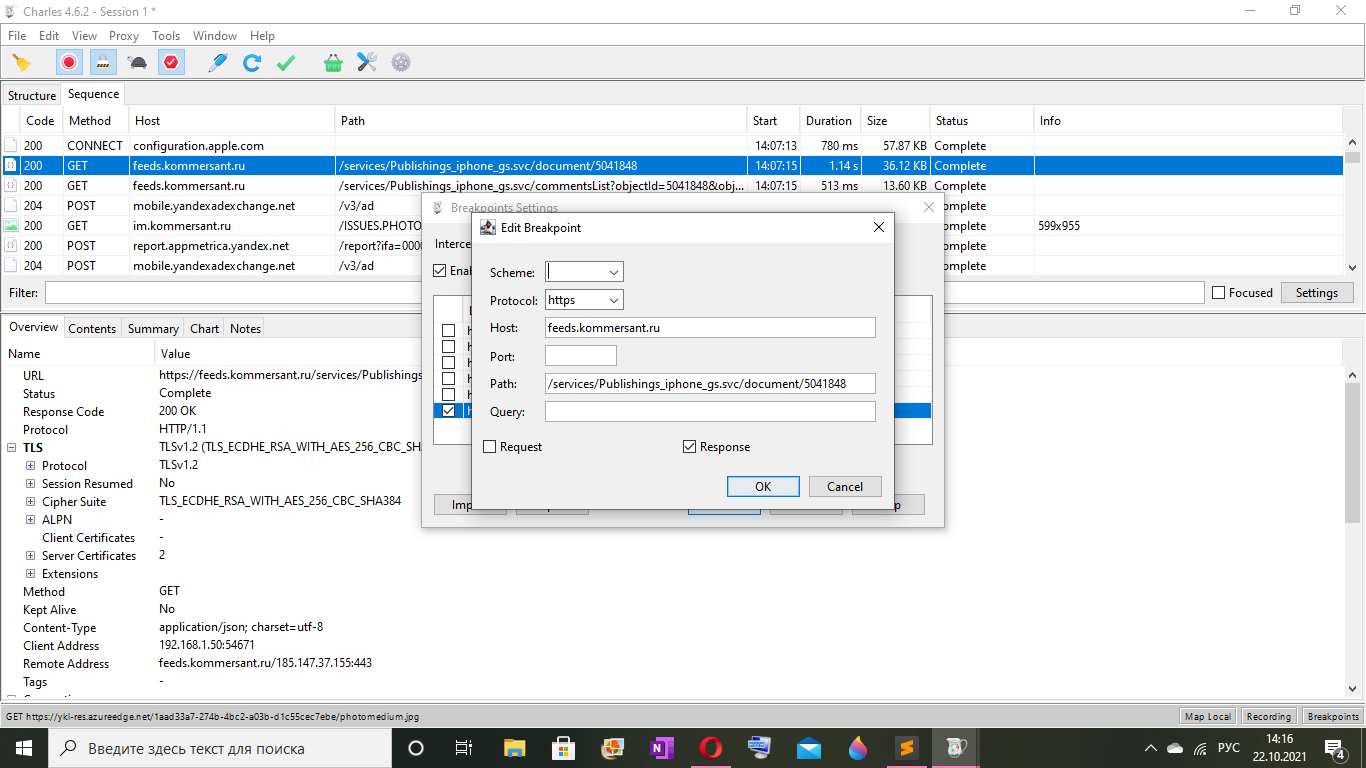 Charles 4.6.2 - Session 1 *
File Edit View Proxy Tools Window Help
Structure Sequence
Code Method Host Path Start Duration Size Status Info
200 CONNECT configuration.apple.com 14:07:13 780 ms 57.87 KB Complete
200 GET feeds.kommersant.ru /services/Publishings_iphone_gs.svc/document/5041848 14:07:15 1.14 s 36.12 KB Complete
200 GET feeds.kommersant.ru /services/Publishings_iphone_gs.svc/commentsList?objectId=5041848&obj... 14:07:15 513 ms 13.60 KB Complete
204 POST mobile.yandexadexchange.net /v3/ad
200 GET im.kommersant.ru /ISSUES.PHOTO 599x955
200 POST report.appmetrica.yandex.net /report?ifa=000
204 POST mobile.yandexadexchange.net /v3/ad
Filter: Focused Settings
Breakpoints Settings
Edit Breakpoint
Scheme:
Protocol: https
Host: feeds.kommersant.ru
Port:
Path: /services/Publishings_iphone_gs.svc/document/5041848
Query:
Request Response
OK Cancel
Overview Contents Summary Chart Notes
Name Value
URL https://feeds.kommersant.ru/services/Publishings
Status Complete
Response Code 200 OK
Protocol HTTP/1.1
TLS TLSv1.2 (TLS_ECDHE_RSA_WITH_AES_256_CBC_SHA
Protocol TLSv1.2
Session Resumed No
Cipher Suite TLS_ECDHE_RSA_WITH_AES_256_CBC_SHA384
ALPN -
Client Certificates -
Server Certificates 2
Extensions
Method GET
Kept Alive No
Content-Type application/json; charset=utf-8
Client Address 192.168.1.50:54671
Remote Address feeds.kommersant.ru/185.147.37.155:443
Tags -
GET https://ykl-res.azureedge.net/1aad33a7-274b-4bc2-a03b-d1c55cec7ebe/photomedium.jpg Map Local Recording Breakpoints
Введите здесь текст для поиска
РУС 14:16
22.10.2021
4